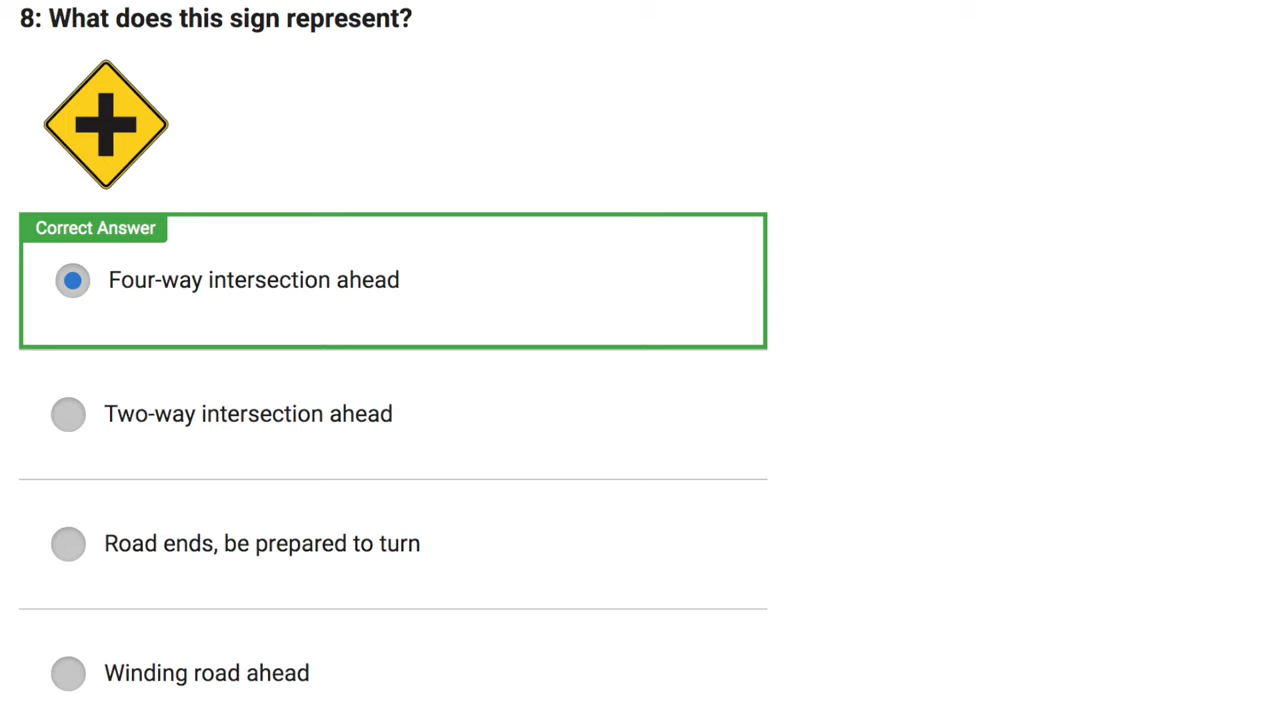 8: What does this sign represent?
Correct Answer
Four-way intersection ahead
Two-way intersection ahead
Road ends, be prepared to turn
Winding road ahead